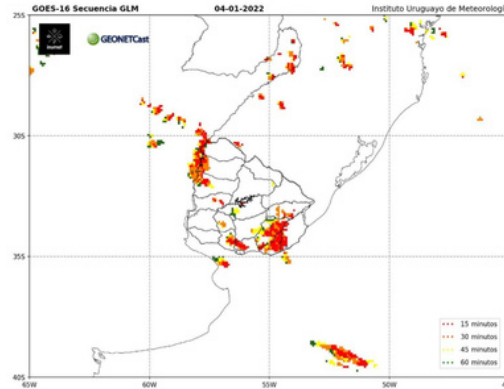 GOES-16 Secuencia GLM 04-01-2022 Instituto Uruguayo de Meteorologí
25S
inumet
GEONETCast
30S
35S
15 minutos
30 minutos
45 minutos
60 minutos
40S
65W 60W 55W 50W